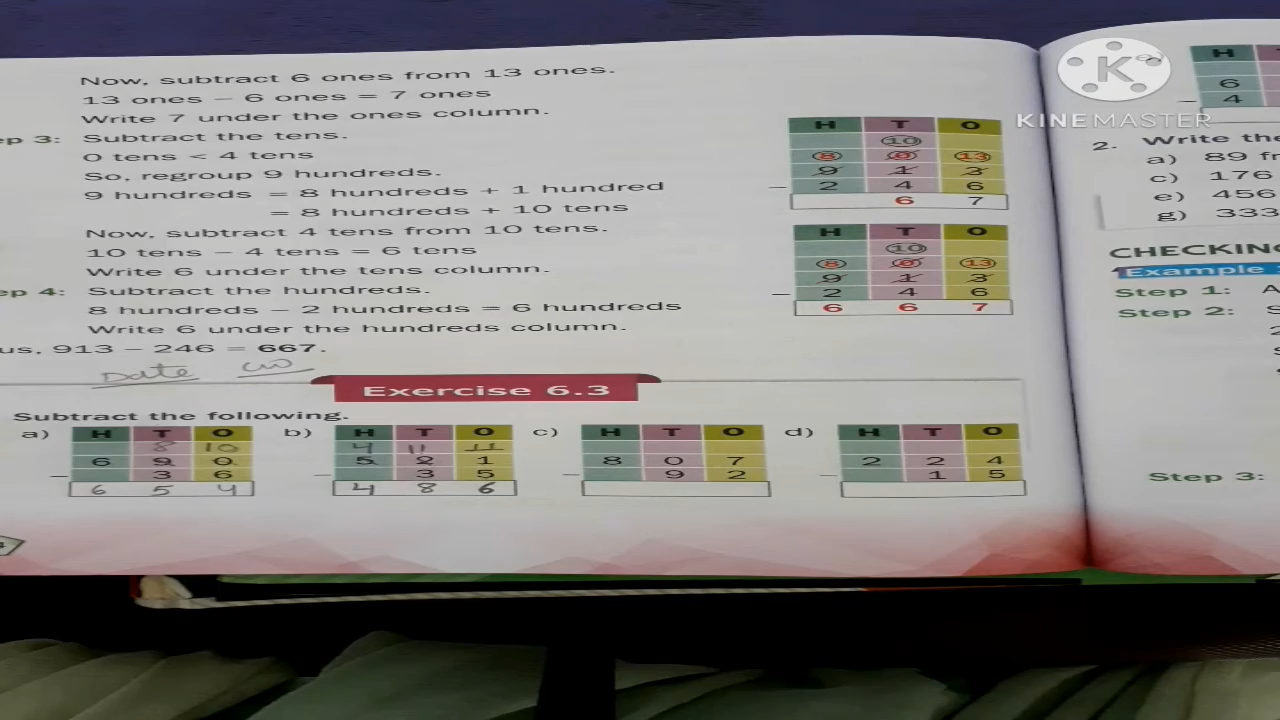 Now, subtract 6 ones from 13 ones.
13 ones − 6 ones = 7 ones
Write 7 under the ones column.
ep 3: Subtract the tens.
0 tens < 4 tens
So, regroup 9 hundreds.
9 hundreds = 8 hundreds + 1 hundred
= 8 hundreds + 10 tens
Now, subtract 4 tens from 10 tens.
10 tens − 4 tens = 6 tens
Write 6 under the tens column.
ep 4: Subtract the hundreds.
8 hundreds − 2 hundreds = 6 hundreds
Write 6 under the hundreds column.
us, 913 − 246 = 667.
H T O
10
8 0 13
9 1 3
− 2 4 6
6 7
H T O
10
8 0 13
9 1 3
− 2 4 6
6 6 7
Date cw
Exercise 6.3
Subtract the following.
a) H T O
8 10
6 9 0
− 3 6
6 5 4
b) H T O
4 11 11
5 2 1
− 3 5
4 8 6
c) H T O
8 0 7
− 9 2
d) H T O
2 2 4
− 1 5
K
KINEMASTER
H
6
− 4
2. Write the
a) 89 fr
c) 176
e) 456
g) 333
CHECKING
Example
Step 1: A
Step 2: S
2
Step 3: